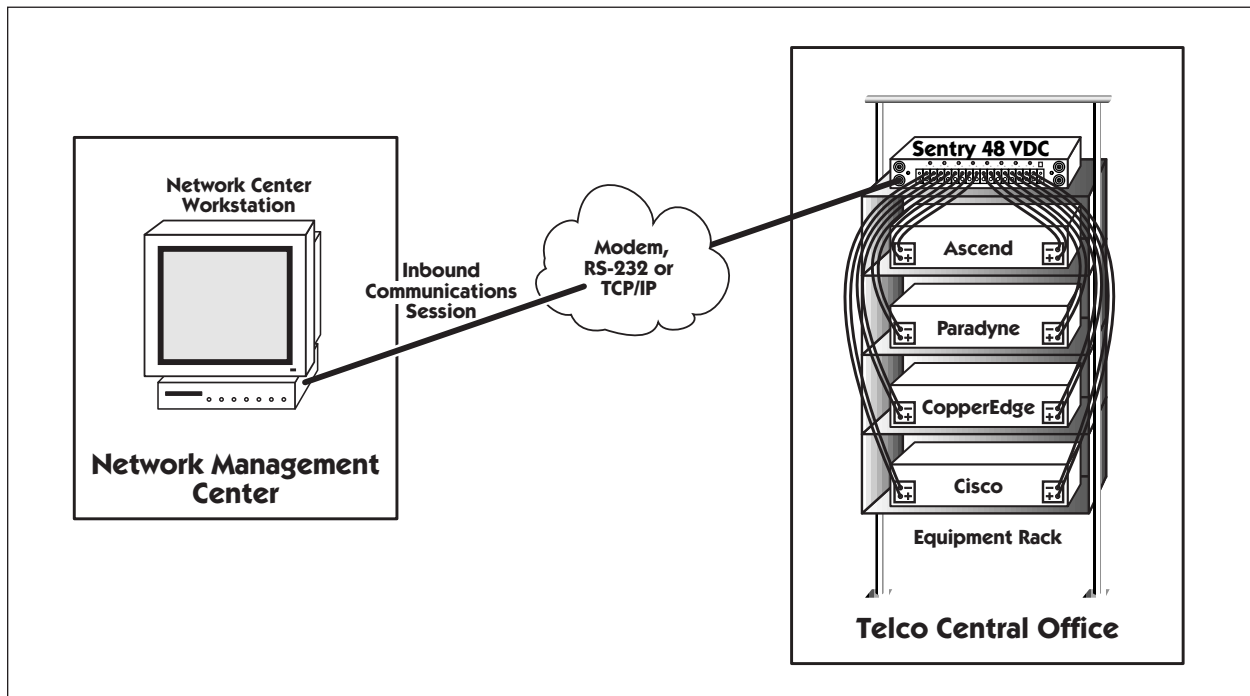 Network Center
Workstation
Inbound
Communications
Session
Network Management
Center
Modem,
RS-232 or
TCP/IP
Sentry 48 VDC
Ascend
Paradyne
CopperEdge
Cisco
Equipment Rack
Telco Central Office